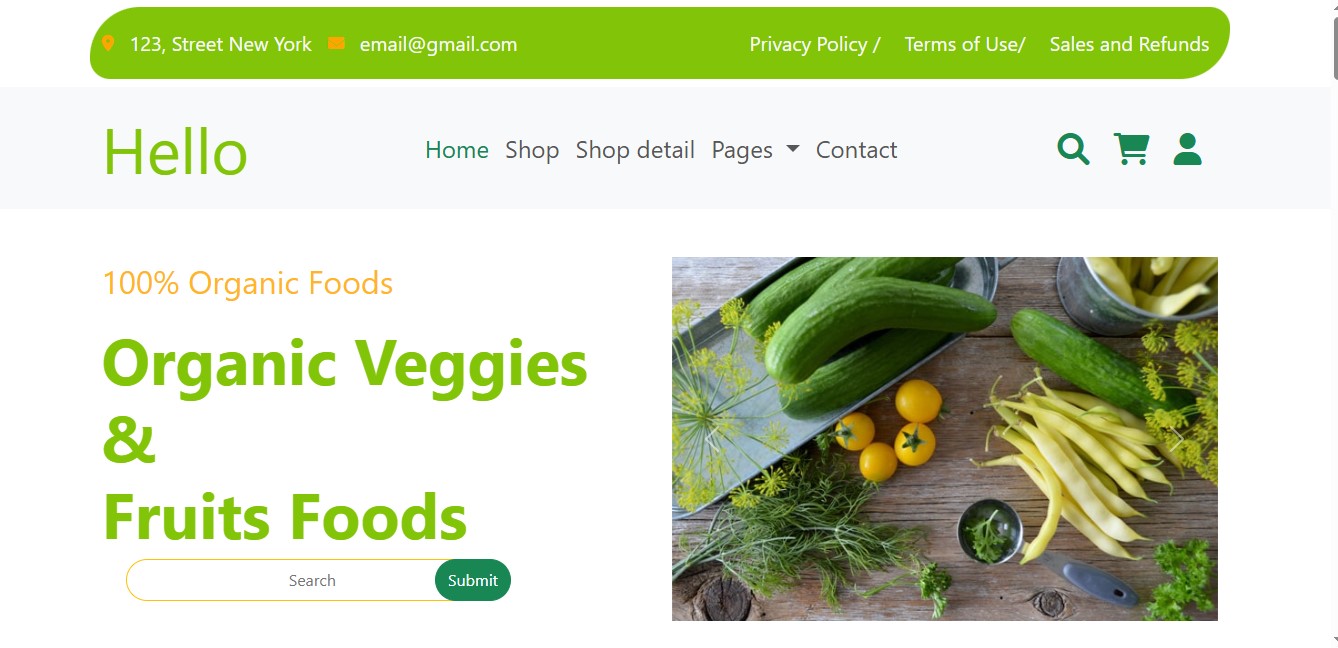 123, Street New York email@gmail.com Privacy Policy / Terms of Use/ Sales and Refunds
Hello Home Shop Shop detail Pages Contact
100% Organic Foods
Organic Veggies
&
Fruits Foods
Search Submit